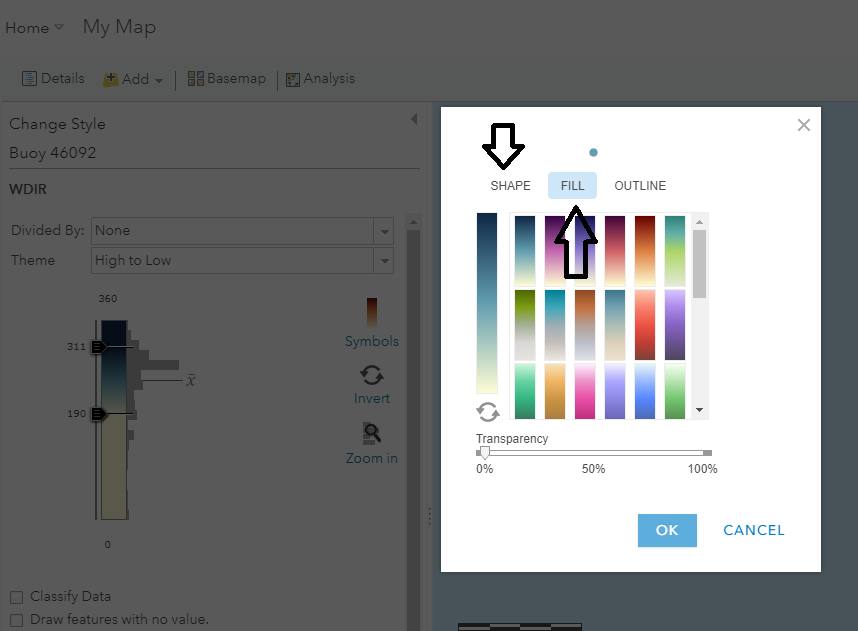 Home My Map
Details Add Basemap Analysis
Change Style
Buoy 46092
WDIR
Divided By: None
Theme High to Low
360
311
190
0
x̄
Symbols
Invert
Zoom in
Classify Data
Draw features with no value.
SHAPE FILL OUTLINE
Transparency
0% 50% 100%
OK CANCEL